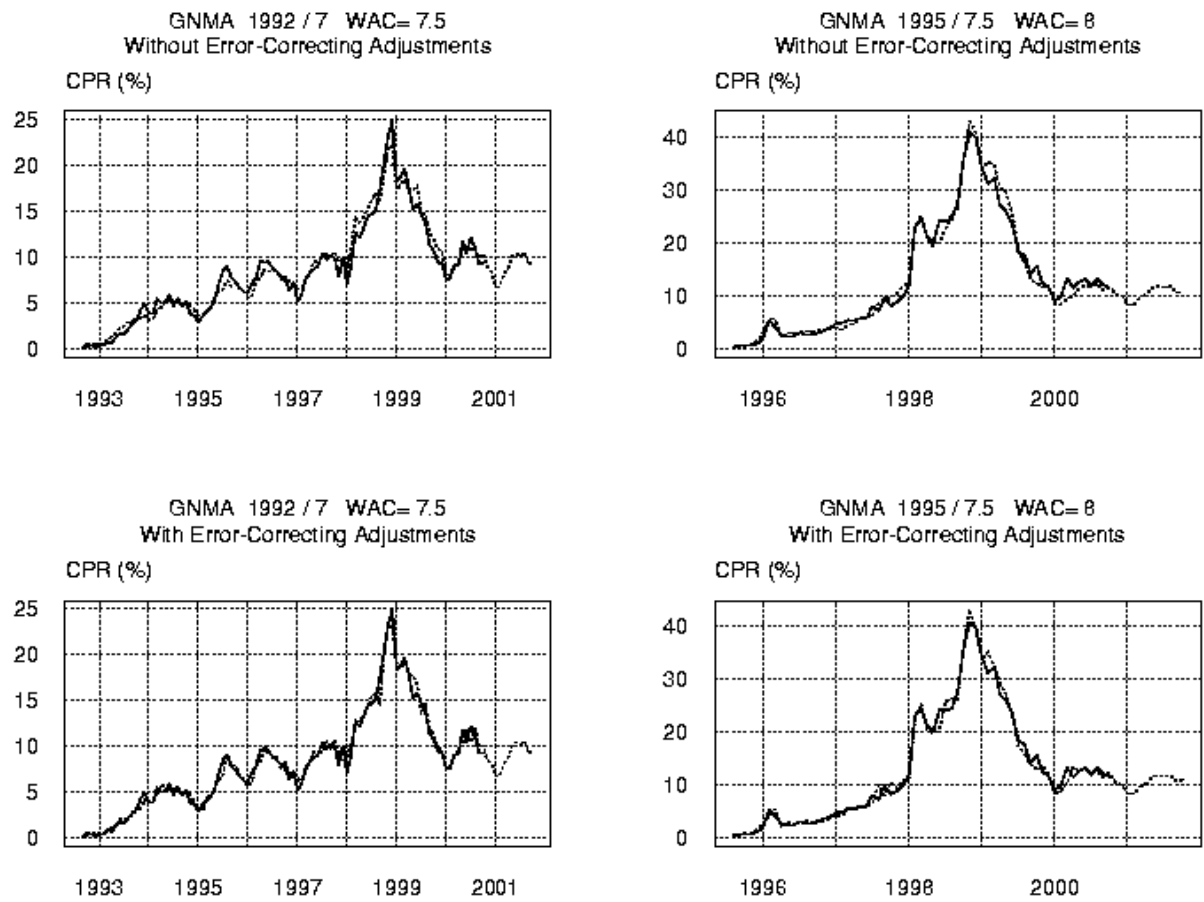 GNMA 1992 / 7 WAC= 7.5
Without Error-Correcting Adjustments
CPR (%)
25
20
15
10
5
0
1993 1995 1997 1999 2001
GNMA 1995 / 7.5 WAC= 8
Without Error-Correcting Adjustments
CPR (%)
40
30
20
10
0
1996 1998 2000
GNMA 1992 / 7 WAC= 7.5
With Error-Correcting Adjustments
CPR (%)
25
20
15
10
5
0
1993 1995 1997 1999 2001
GNMA 1995 / 7.5 WAC= 8
With Error-Correcting Adjustments
CPR (%)
40
30
20
10
0
1996 1998 2000